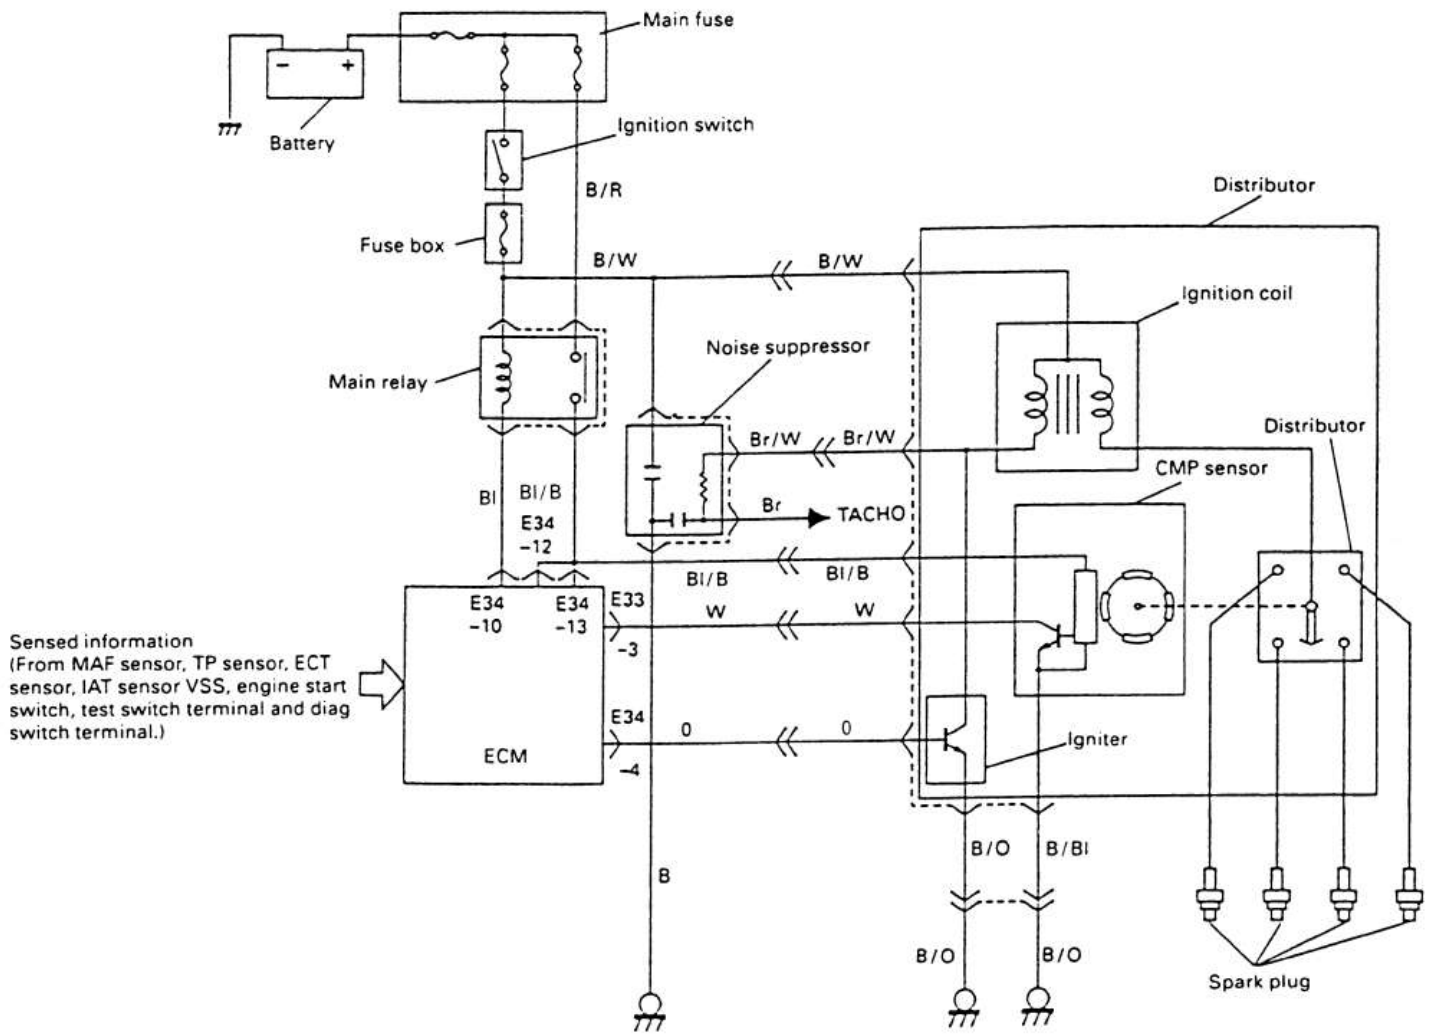 Main fuse
−
+
Battery
Ignition switch
B/R
Distributor
Fuse box
B/W
B/W
Ignition coil
Noise suppressor
Main relay
Br/W
Br/W
Distributor
CMP sensor
Bl
Bl/B
Br
TACHO
E34
-12
Bl/B
Bl/B
E34
-10
E34
-13
E33
-3
W
W
Sensed information
(From MAF sensor, TP sensor, ECT
sensor, IAT sensor VSS, engine start
switch, test switch terminal and diag
switch terminal.)
E34
-4
O
O
ECM
Igniter
B/O
B/Bl
B
B/O
B/O
Spark plug